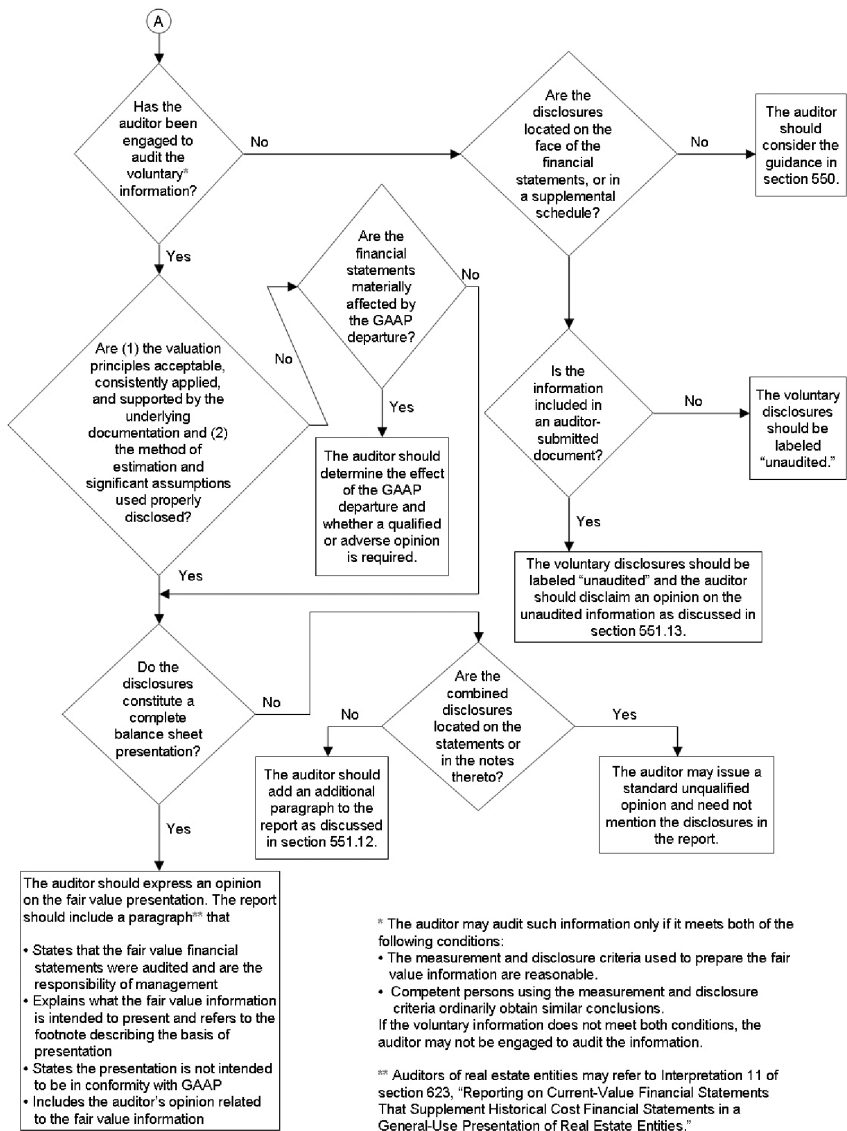 A
Has the
auditor been
engaged to
audit the
voluntary*
information?
No
Are the
disclosures
located on the
face of the
financial
statements, or in
a supplemental
schedule?
No
The auditor
should
consider the
guidance in
section 550.
Yes
Are the
financial
statements
materially
affected by
the GAAP
departure?
No
Are (1) the valuation
principles acceptable,
consistently applied,
and supported by the
underlying
documentation and (2)
the method of
estimation and
significant assumptions
used properly
disclosed?
No
Yes
The auditor should
determine the effect
of the GAAP
departure and
whether a qualified
or adverse opinion
is required.
Is the
information
included in
an auditor-
submitted
document?
No
The voluntary
disclosures
should be
labeled
“unaudited.”
Yes
The voluntary disclosures should be
labeled “unaudited” and the auditor
should disclaim an opinion on the
unaudited information as discussed in
section 551.13.
Yes
Do the
disclosures
constitute a
complete
balance sheet
presentation?
No
Are the
combined
disclosures
located on the
statements or
in the notes
thereto?
No
The auditor should
add an additional
paragraph to the
report as discussed
in section 551.12.
Yes
The auditor may issue a
standard unqualified
opinion and need not
mention the disclosures in
the report.
Yes
The auditor should express an opinion
on the fair value presentation. The report
should include a paragraph** that
• States that the fair value financial
statements were audited and are the
responsibility of management
• Explains what the fair value information
is intended to present and refers to the
footnote describing the basis of
presentation
• States the presentation is not intended
to be in conformity with GAAP
• Includes the auditor’s opinion related
to the fair value information
* The auditor may audit such information only if it meets both of the
following conditions:
• The measurement and disclosure criteria used to prepare the fair
value information are reasonable.
• Competent persons using the measurement and disclosure
criteria ordinarily obtain similar conclusions.
If the voluntary information does not meet both conditions, the
auditor may not be engaged to audit the information.
** Auditors of real estate entities may refer to Interpretation 11 of
section 623, “Reporting on Current-Value Financial Statements
That Supplement Historical Cost Financial Statements in a
General-Use Presentation of Real Estate Entities.”